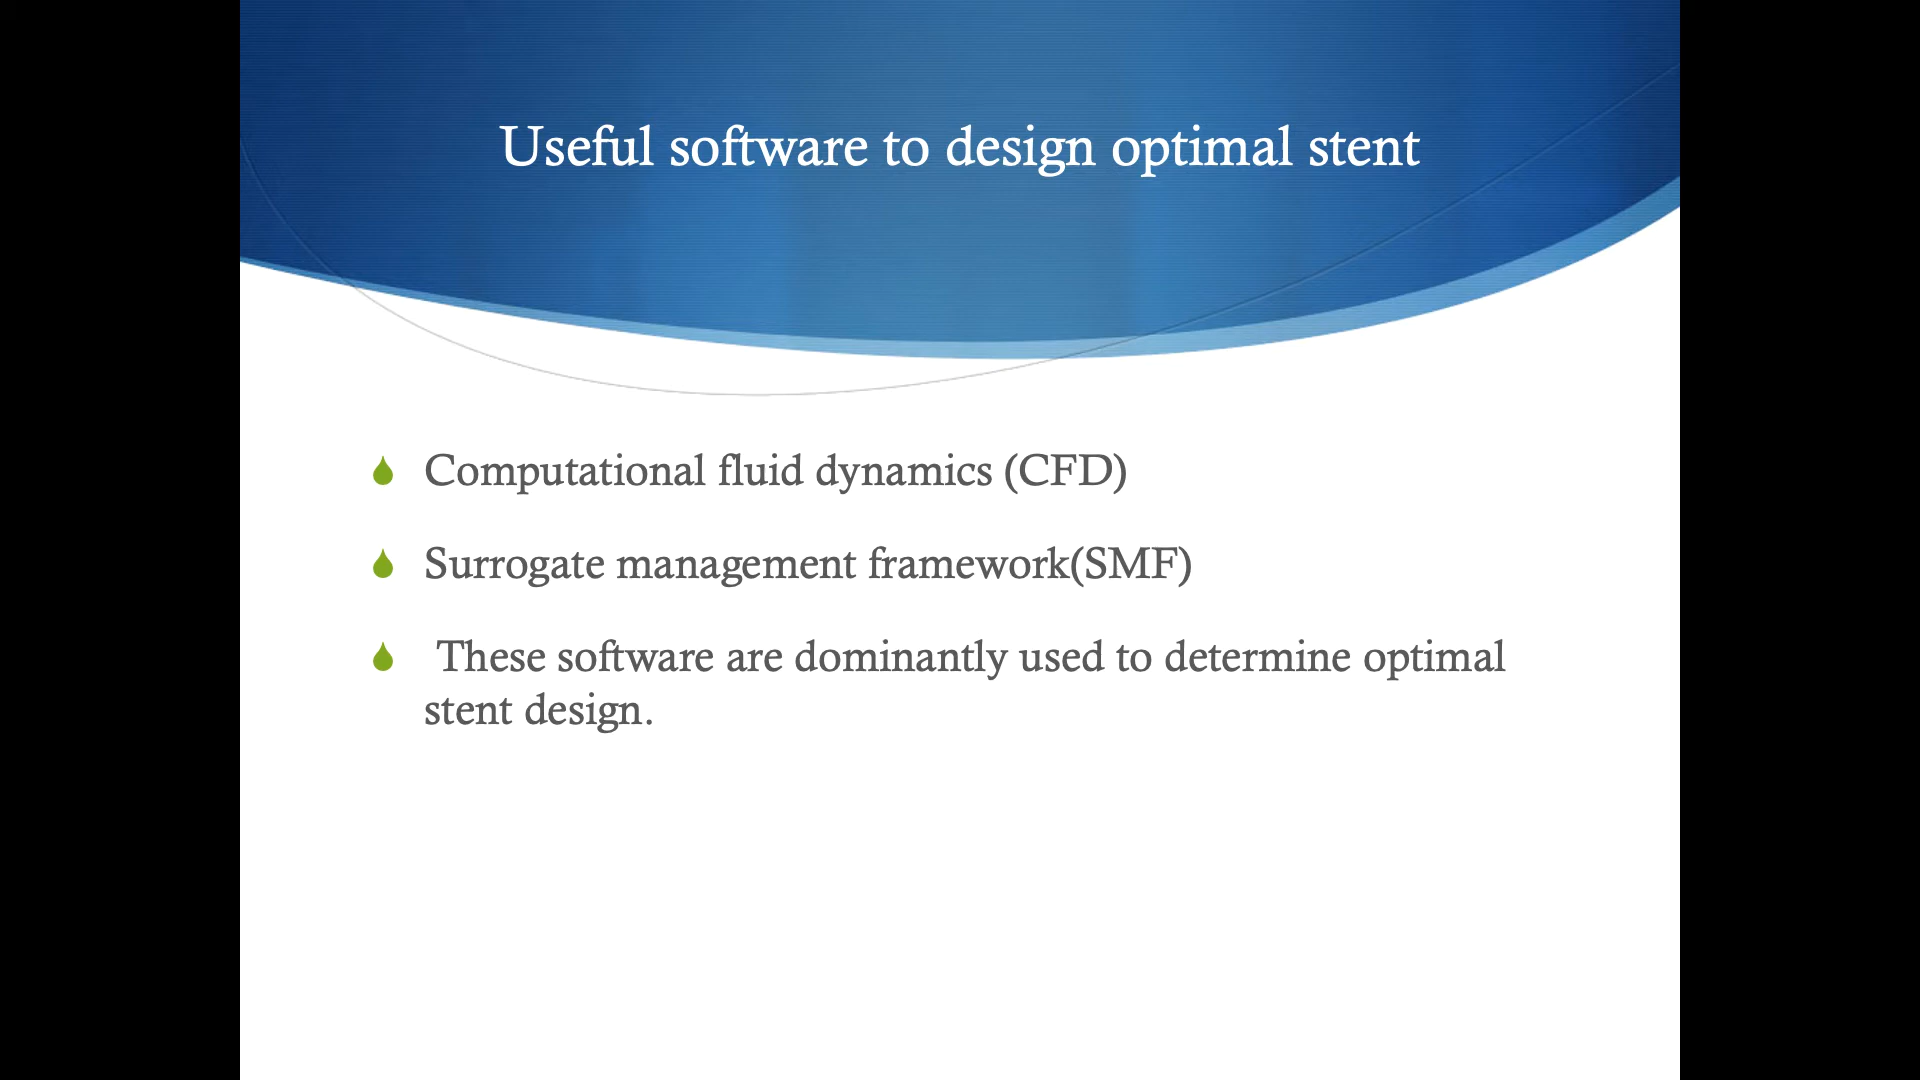 Useful software to design optimal stent
Computational fluid dynamics (CFD)
Surrogate management framework(SMF)
These software are dominantly used to determine optimal
stent design.